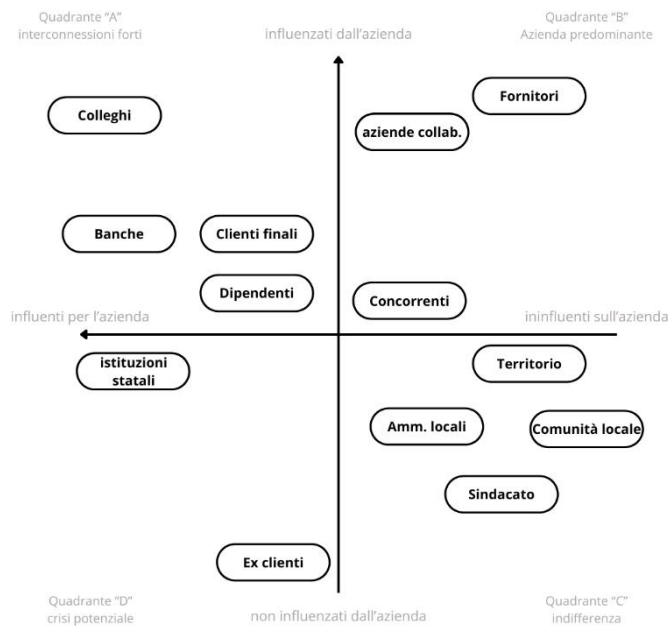 Quadrante “A”
interconnessioni forti
influenzati dall’azienda
Quadrante “B”
Azienda predominante
Fornitori
Colleghi
aziende collab.
Banche
Clienti finali
Dipendenti
Concorrenti
influenti per l’azienda
ininfluenti sull’azienda
istituzioni
statali
Territorio
Amm. locali
Comunità locale
Sindacato
Ex clienti
Quadrante “D”
crisi potenziale
non influenzati dall’azienda
Quadrante “C”
indifferenza